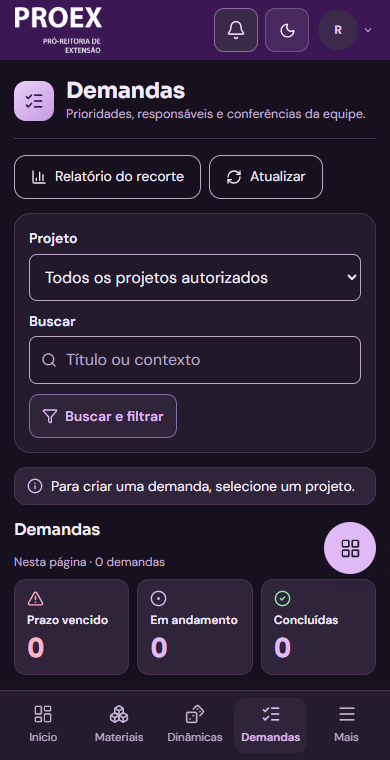 PROEX
PRÓ-REITORIA DE
EXTENSÃO
R
Demandas
Prioridades, responsáveis e conferências da equipe.
Relatório do recorte
Atualizar
Projeto
Todos os projetos autorizados
Buscar
Título ou contexto
Buscar e filtrar
Para criar uma demanda, selecione um projeto.
Demandas
Nesta página · 0 demandas
Prazo vencido
0
Em andamento
0
Concluídas
0
Início
Materiais
Dinâmicas
Demandas
Mais